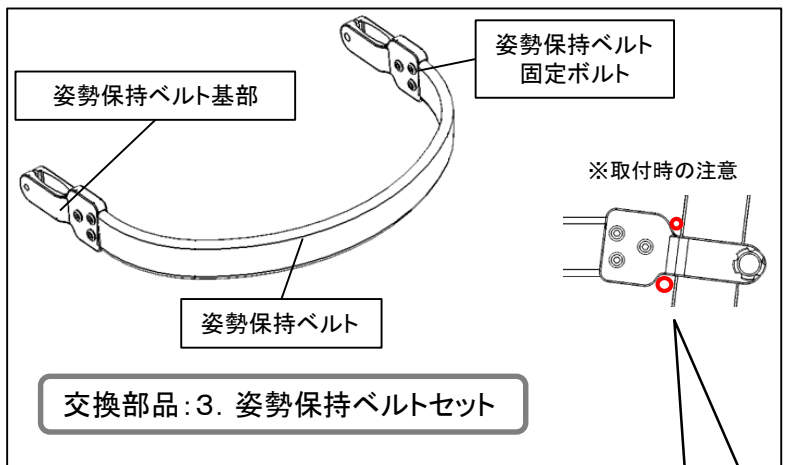 姿勢保持ベルト
固定ボルト
姿勢保持ベルト基部
※取付時の注意
姿勢保持ベルト
交換部品:3．姿勢保持ベルトセット